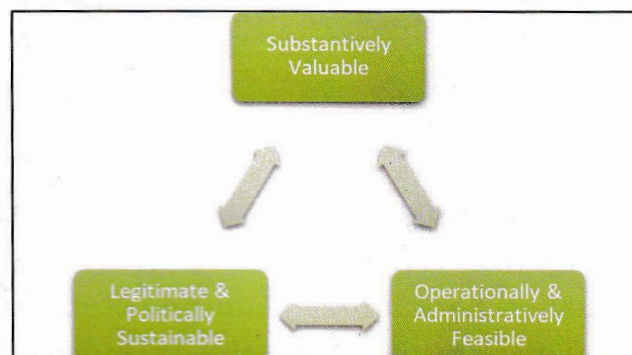 Substantively
Valuable
Legitimate &
Politically
Sustainable
Operationally &
Administratively
Feasible